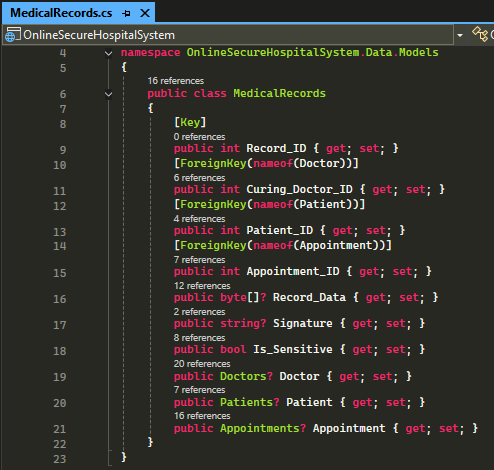 MedicalRecords.cs
OnlineSecureHospitalSystem
4 namespace OnlineSecureHospitalSystem.Data.Models
5 {
16 references
6 public class MedicalRecords
7 {
8 [Key]
0 references
9 public int Record_ID { get; set; }
10 [ForeignKey(nameof(Doctor))]
6 references
11 public int Curing_Doctor_ID { get; set; }
12 [ForeignKey(nameof(Patient))]
4 references
13 public int Patient_ID { get; set; }
14 [ForeignKey(nameof(Appointment))]
7 references
15 public int Appointment_ID { get; set; }
12 references
16 public byte[]? Record_Data { get; set; }
2 references
17 public string? Signature { get; set; }
8 references
18 public bool Is_Sensitive { get; set; }
20 references
19 public Doctors? Doctor { get; set; }
7 references
20 public Patients? Patient { get; set; }
16 references
21 public Appointments? Appointment { get; set; }
22 }
23 }